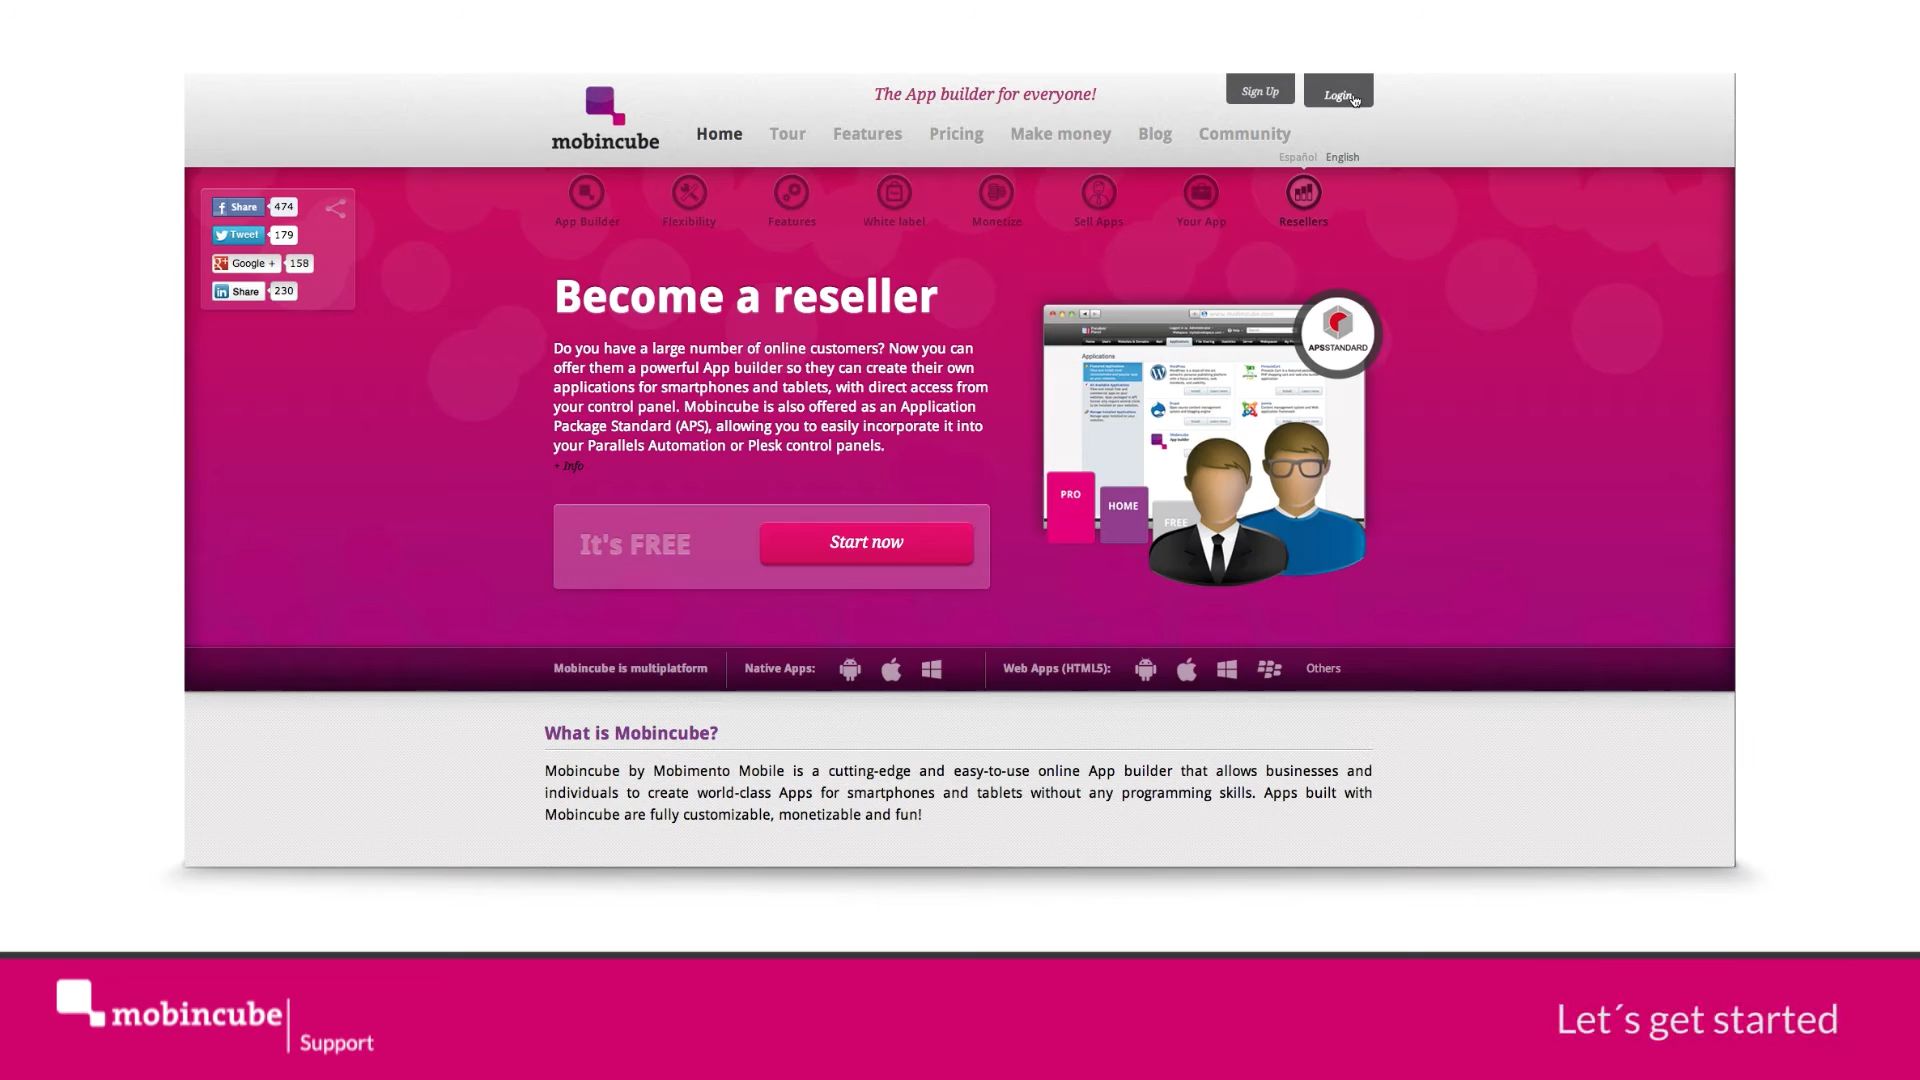 The App builder for everyone!
Sign Up
Login
mobincube
Home Tour Features Pricing Make money Blog Community
Español English
Share 474
Tweet 179
Google + 158
Share 230
App Builder Flexibility Features White label Monetize Sell Apps Your App Resellers
Become a reseller
Do you have a large number of online customers? Now you can
offer them a powerful App builder so they can create their own
applications for smartphones and tablets, with direct access from
your control panel. Mobincube is also offered as an Application
Package Standard (APS), allowing you to easily incorporate it into
your Parallels Automation or Plesk control panels.
+ Info
It's FREE
Start now
APSSTANDARD
Applications
PRO
HOME
FREE
Mobincube is multiplatform
Native Apps:
Web Apps (HTML5):
Others
What is Mobincube?
Mobincube by Mobimento Mobile is a cutting-edge and easy-to-use online App builder that allows businesses and
individuals to create world-class Apps for smartphones and tablets without any programming skills. Apps built with
Mobincube are fully customizable, monetizable and fun!
mobincube
Support
Let´s get started